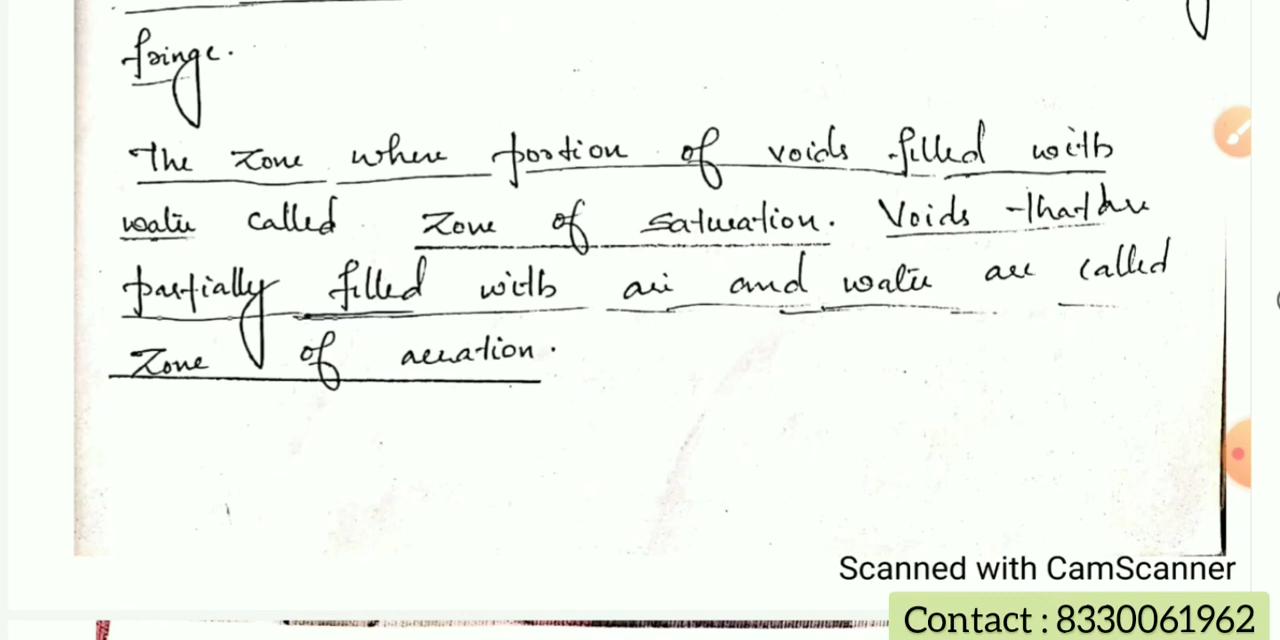 fringe.
The zone where portion of voids filled with
water called zone of saturation. Voids that are
partially filled with air and water are called
zone of aeration.
Scanned with CamScanner
Contact : 8330061962